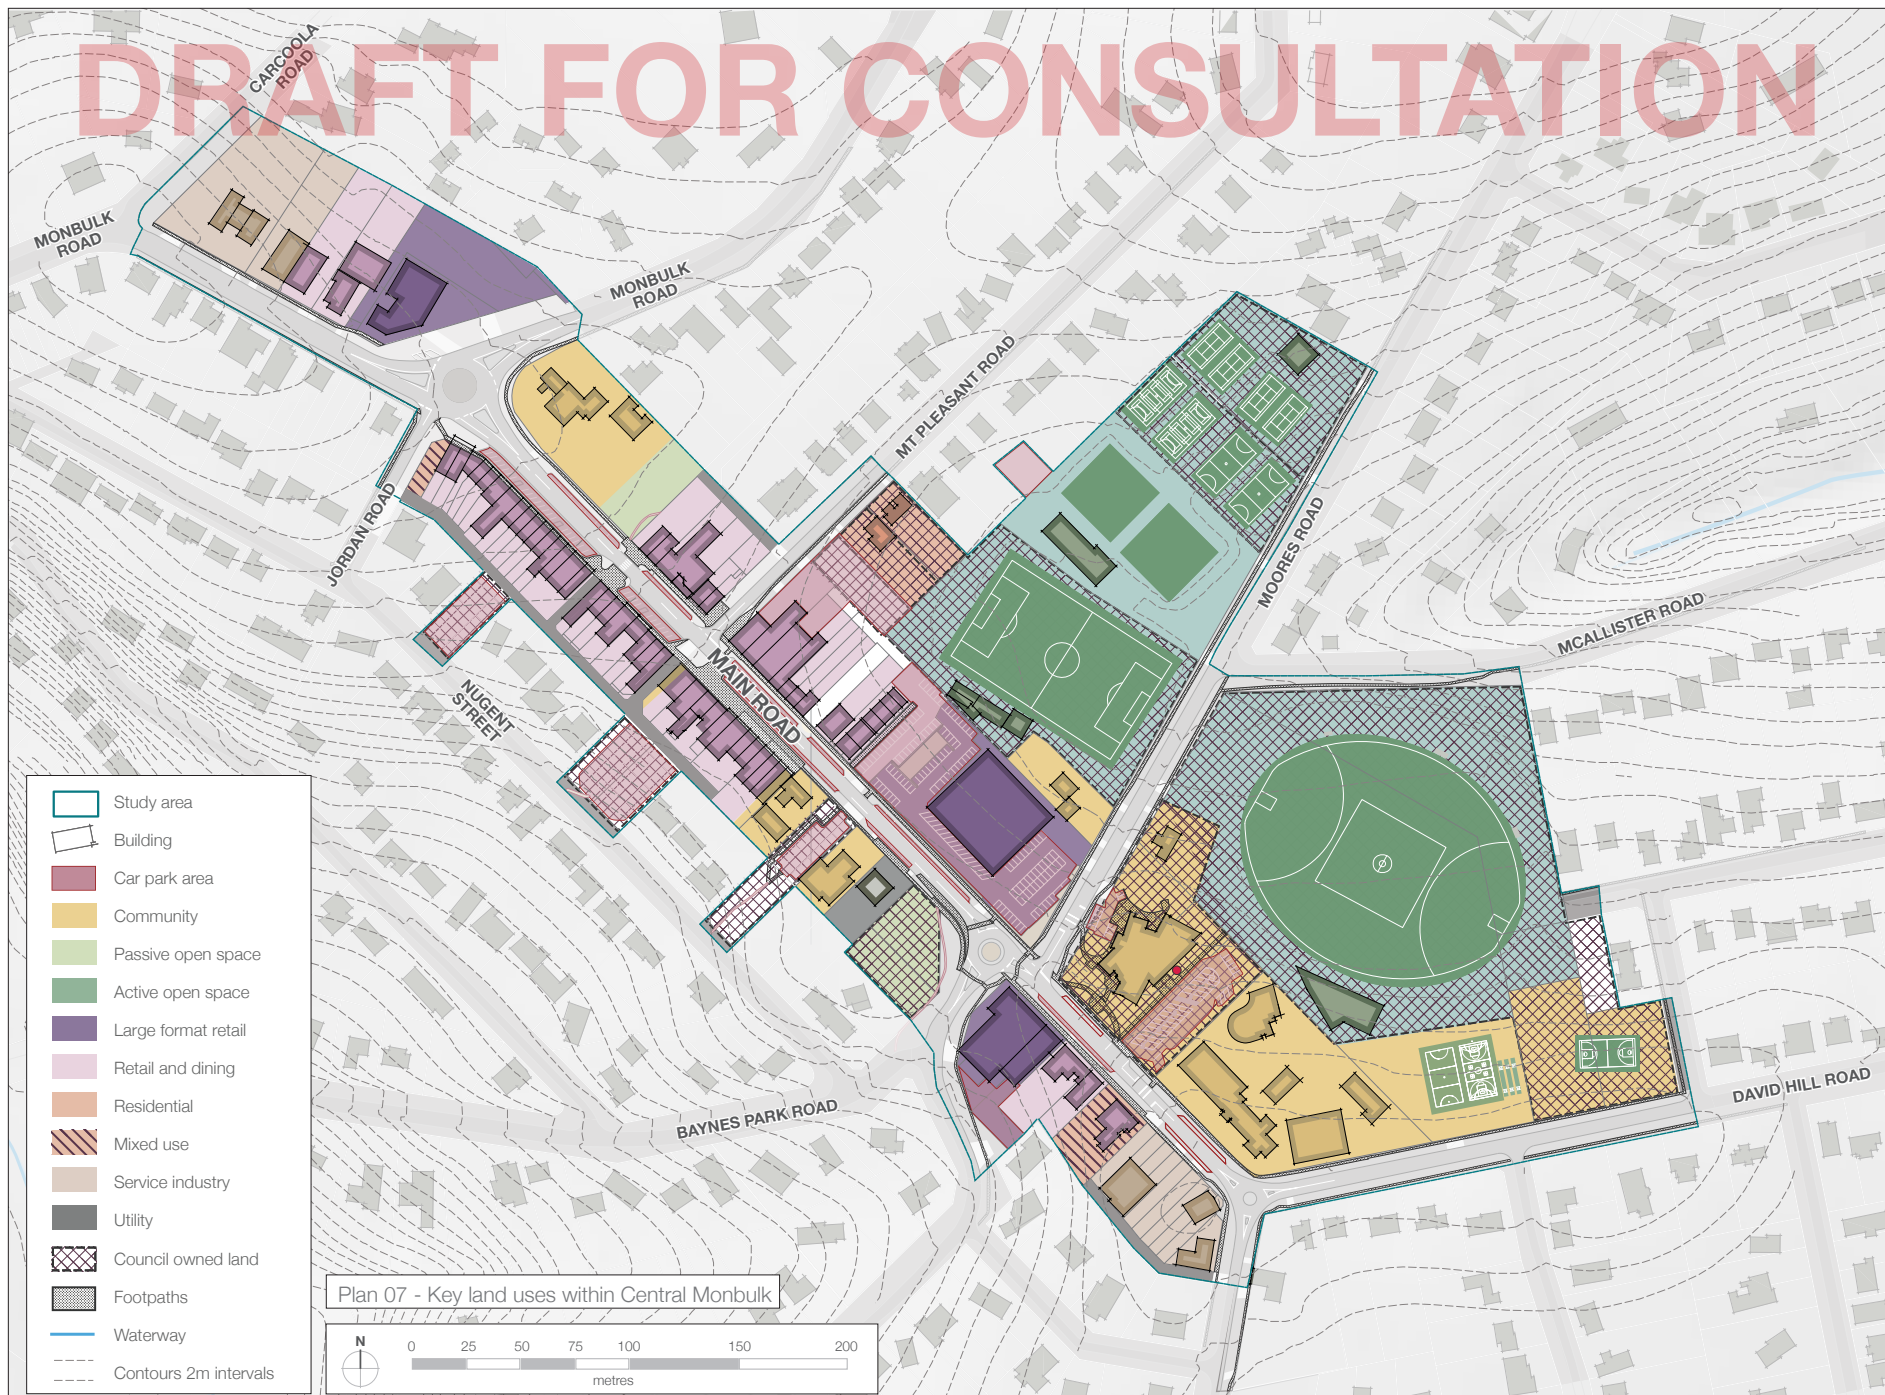 DRAFT FOR CONSULTATION
CARCOOLA
ROAD
MONBULK
ROAD
MONBULK
ROAD
MT PLEASANT ROAD
JORDAN ROAD
MOORES ROAD
MCALLISTER ROAD
MAIN ROAD
NUGENT
STREET
BAYNES PARK ROAD
DAVID HILL ROAD
Study area
Building
Car park area
Community
Passive open space
Active open space
Large format retail
Retail and dining
Residential
Mixed use
Service industry
Utility
Council owned land
Footpaths
Waterway
Contours 2m intervals
Plan 07 - Key land uses within Central Monbulk
N
0 25 50 75 100 150 200
metres